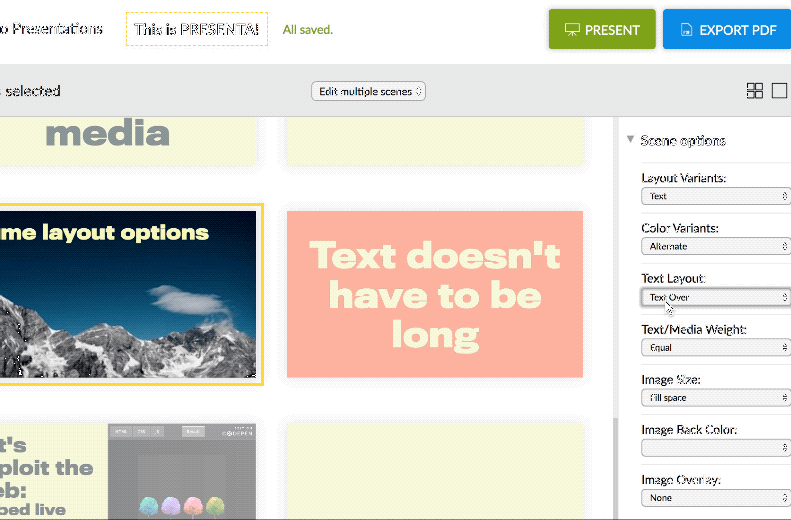 o Presentations
This is PRESENTA!
All saved.
PRESENT
EXPORT PDF
selected
Edit multiple scenes
media
Scene options
Layout Variants:
Text
Color Variants:
Alternate
Text Layout:
Text Over
Text/Media Weight:
Equal
Image Size:
fill space
Image Back Color:
Image Overlay:
None
me layout options
Text doesn't
have to be
long
t's
ploit the
eb:
ped live
CODEPEN